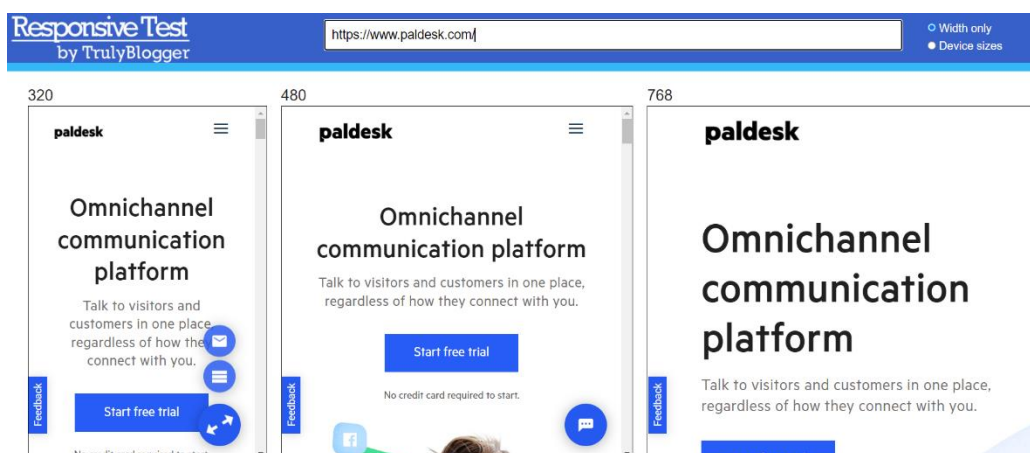 Responsive Test
by TrulyBlogger
https://www.paldesk.com/
Width only
Device sizes
320
paldesk
Omnichannel
communication
platform
Talk to visitors and
customers in one place,
regardless of how they
connect with you.
Start free trial
Feedback
480
paldesk
Omnichannel
communication platform
Talk to visitors and customers in one place,
regardless of how they connect with you.
Start free trial
No credit card required to start.
Feedback
768
paldesk
Omnichannel
communication
platform
Talk to visitors and customers in one place,
regardless of how they connect with you.
Feedback